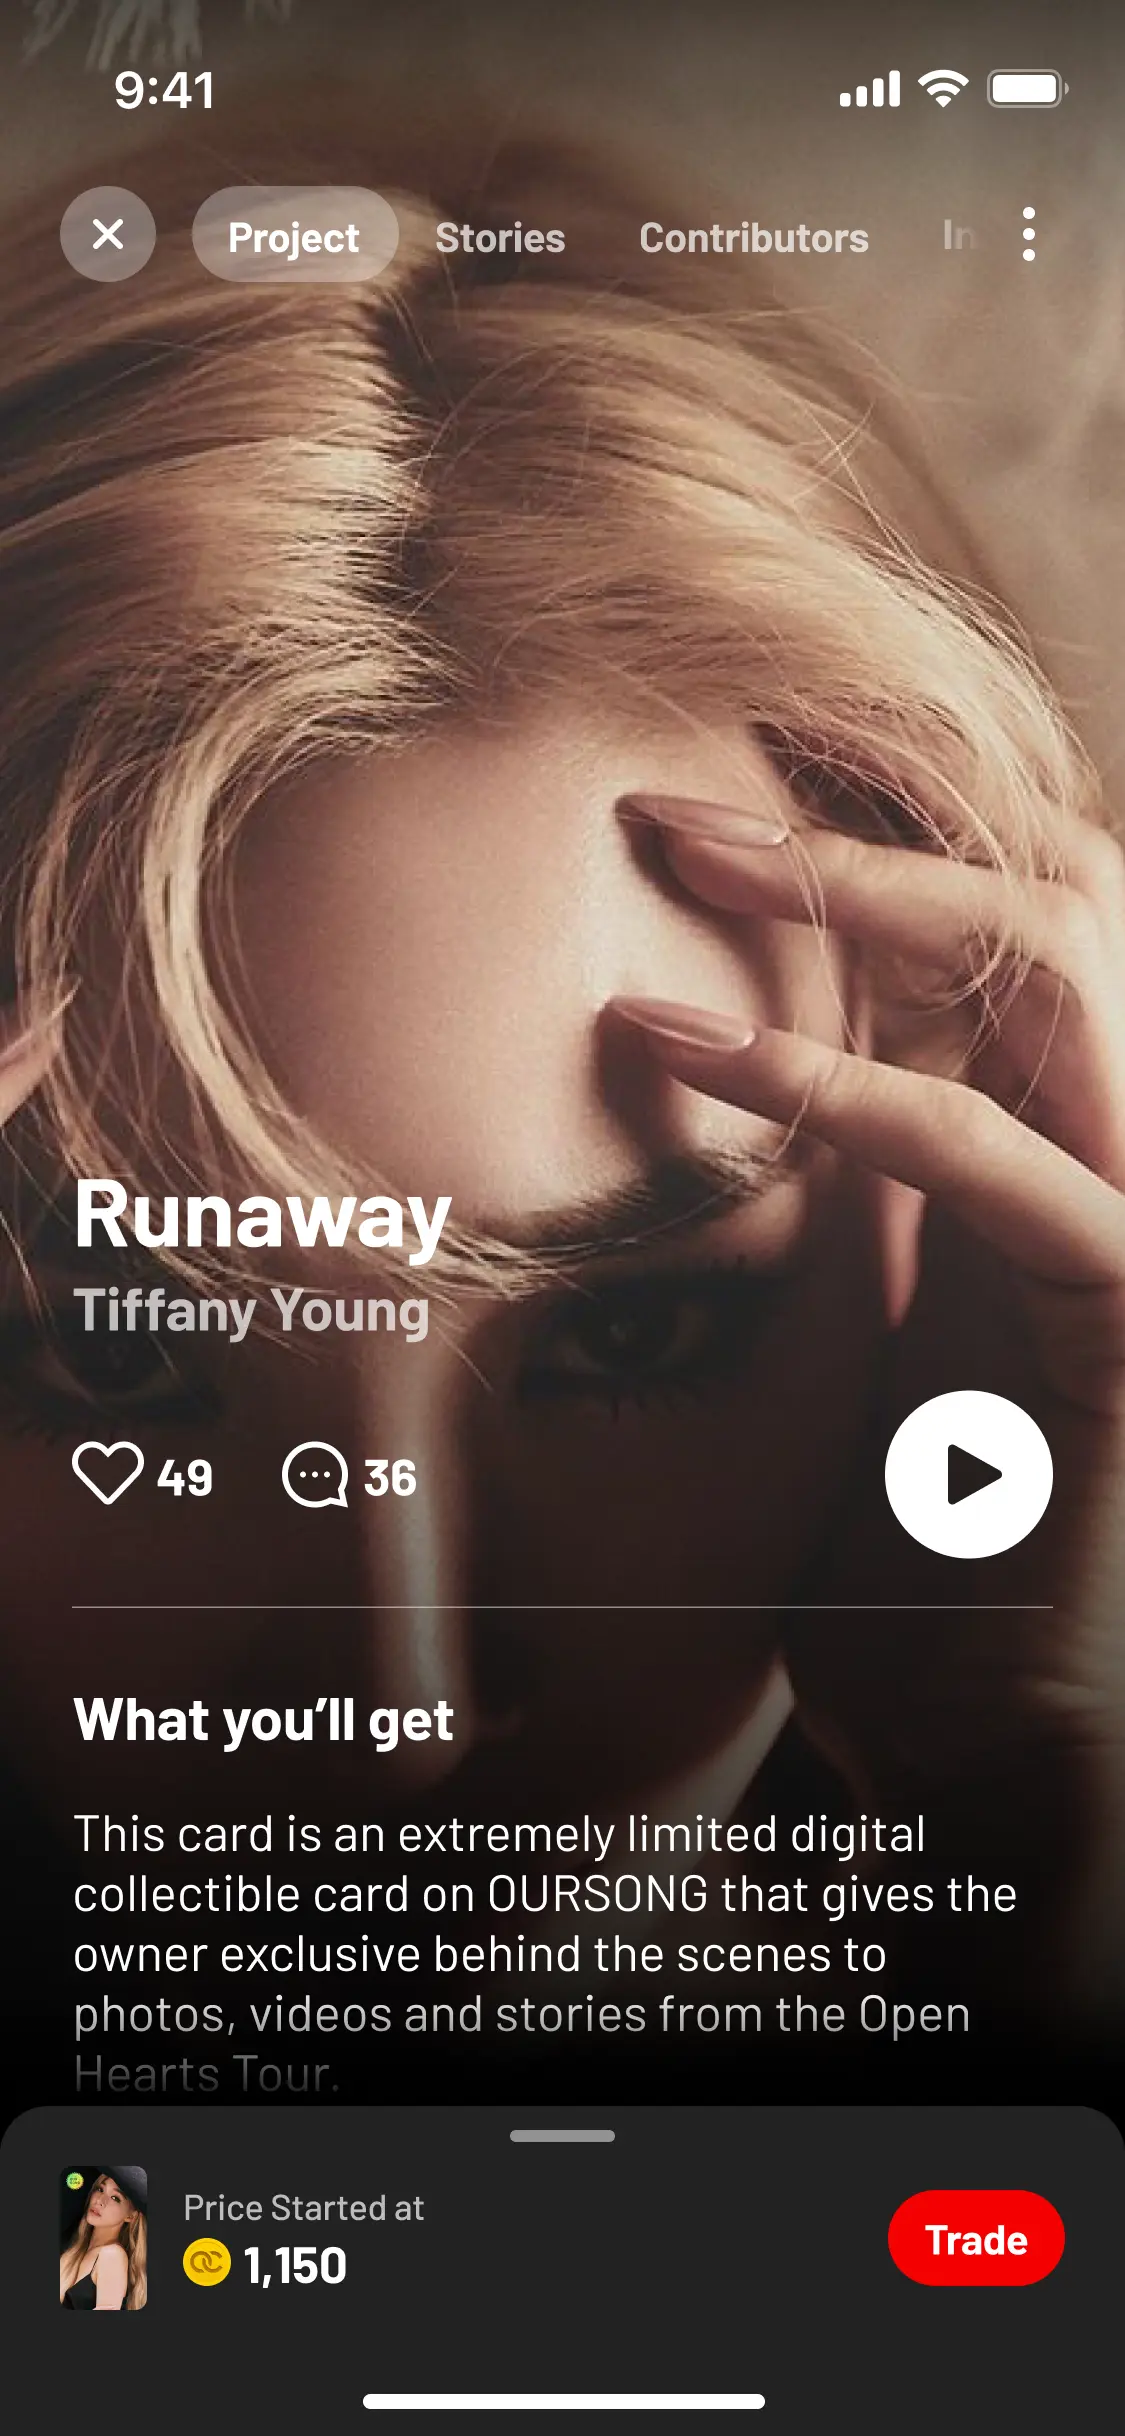 9:41
Project Stories Contributors In
Runaway
Tiffany Young
49 36
What you’ll get
This card is an extremely limited digital
collectible card on OURSONG that gives the
owner exclusive behind the scenes to
photos, videos and stories from the Open
Hearts Tour.
Price Started at
1,150
Trade